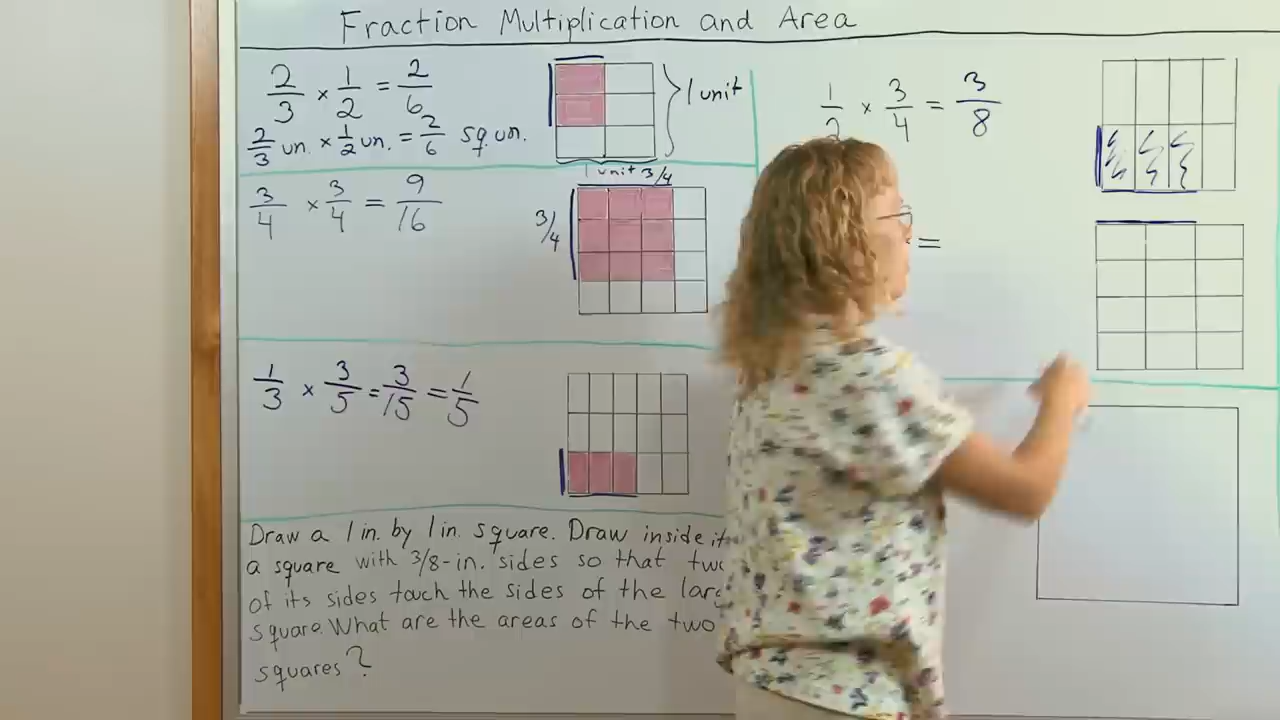 Fraction Multiplication and Area
2/3 × 1/2 = 2/6
2/3 un. × 1/2 un. = 2/6 sq. un.
1 unit
1 unit
3/4 × 3/4 = 9/16
3/4
3/4
1/3 × 3/5 = 3/15 = 1/5
Draw a 1 in. by 1 in. square. Draw inside it
a square with 3/8-in. sides so that
of its sides touch the sides of the
square. What are the areas of the two
squares?
1/2 × 3/4 = 3/8
=